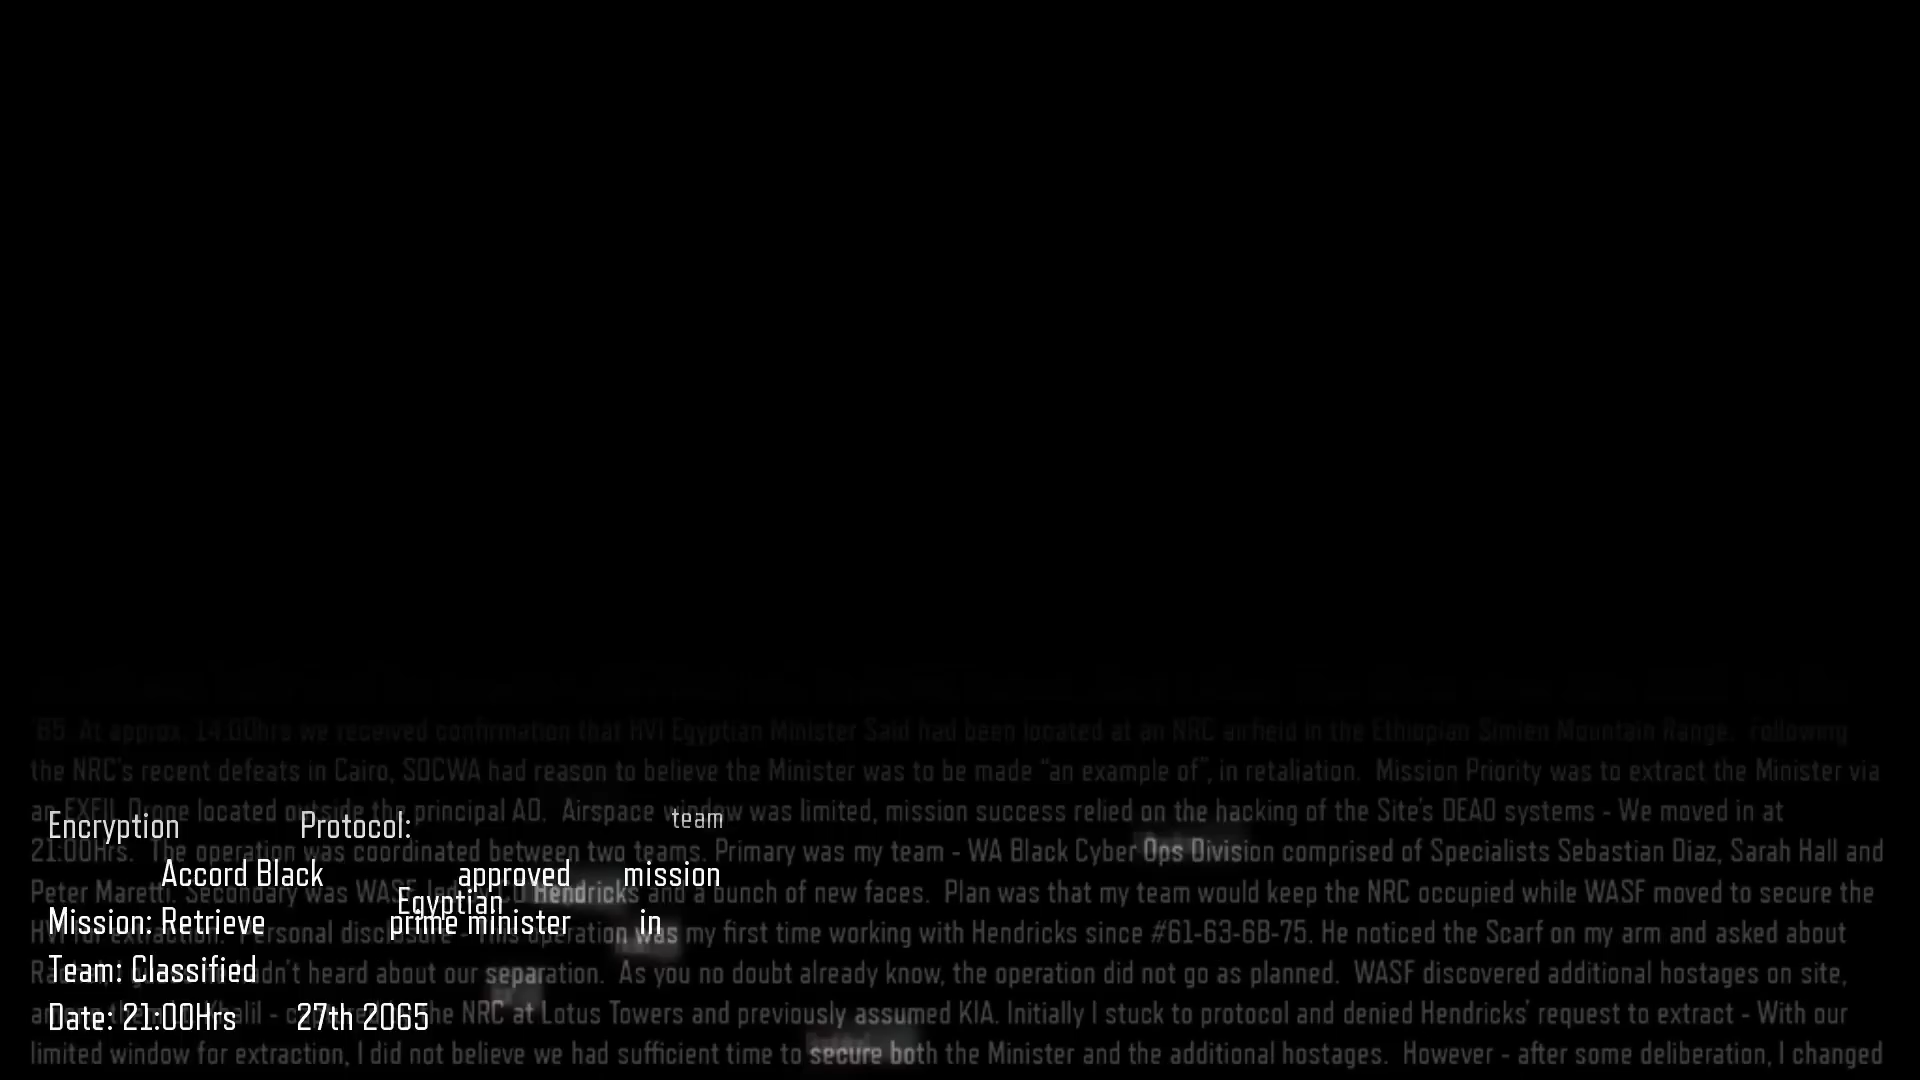 '65. At approx. 14:00hrs we received confirmation that HVI Egyptian Minister Said had been located at an NRC airfield in the Ethiopian Simien Mountain Range. Following
the NRC's recent defeats in Cairo, SOCWA had reason to believe the Minister was to be made “an example of”, in retaliation. Mission Priority was to extract the Minister via
an EXFIL Drone located outside the principal AO. Airspace window was limited, mission success relied on the hacking of the Site's DEAD systems - We moved in at
team
Encryption Protocol:
21:00Hrs. The operation was coordinated between two teams. Primary was my team - WA Black Cyber Ops Division comprised of Specialists Sebastian Diaz, Sarah Hall and
Accord Black approved mission
Peter Maretti. Secondary was WASF Hendricks and a bunch of new faces. Plan was that my team would keep the NRC occupied while WASF moved to secure the
Egyptian
Mission: Retrieve prime minister in
HVI for extraction. Personal disclosure - This operation was my first time working with Hendricks since #61-63-6B-75. He noticed the Scarf on my arm and asked about
Team: Classified
hadn't heard about our separation. As you no doubt already know, the operation did not go as planned. WASF discovered additional hostages on site,
Khalil - the NRC at Lotus Towers and previously assumed KIA. Initially I stuck to protocol and denied Hendricks' request to extract - With our
Date: 21:00Hrs 27th 2065
limited window for extraction, I did not believe we had sufficient time to secure both the Minister and the additional hostages. However - after some deliberation, I changed